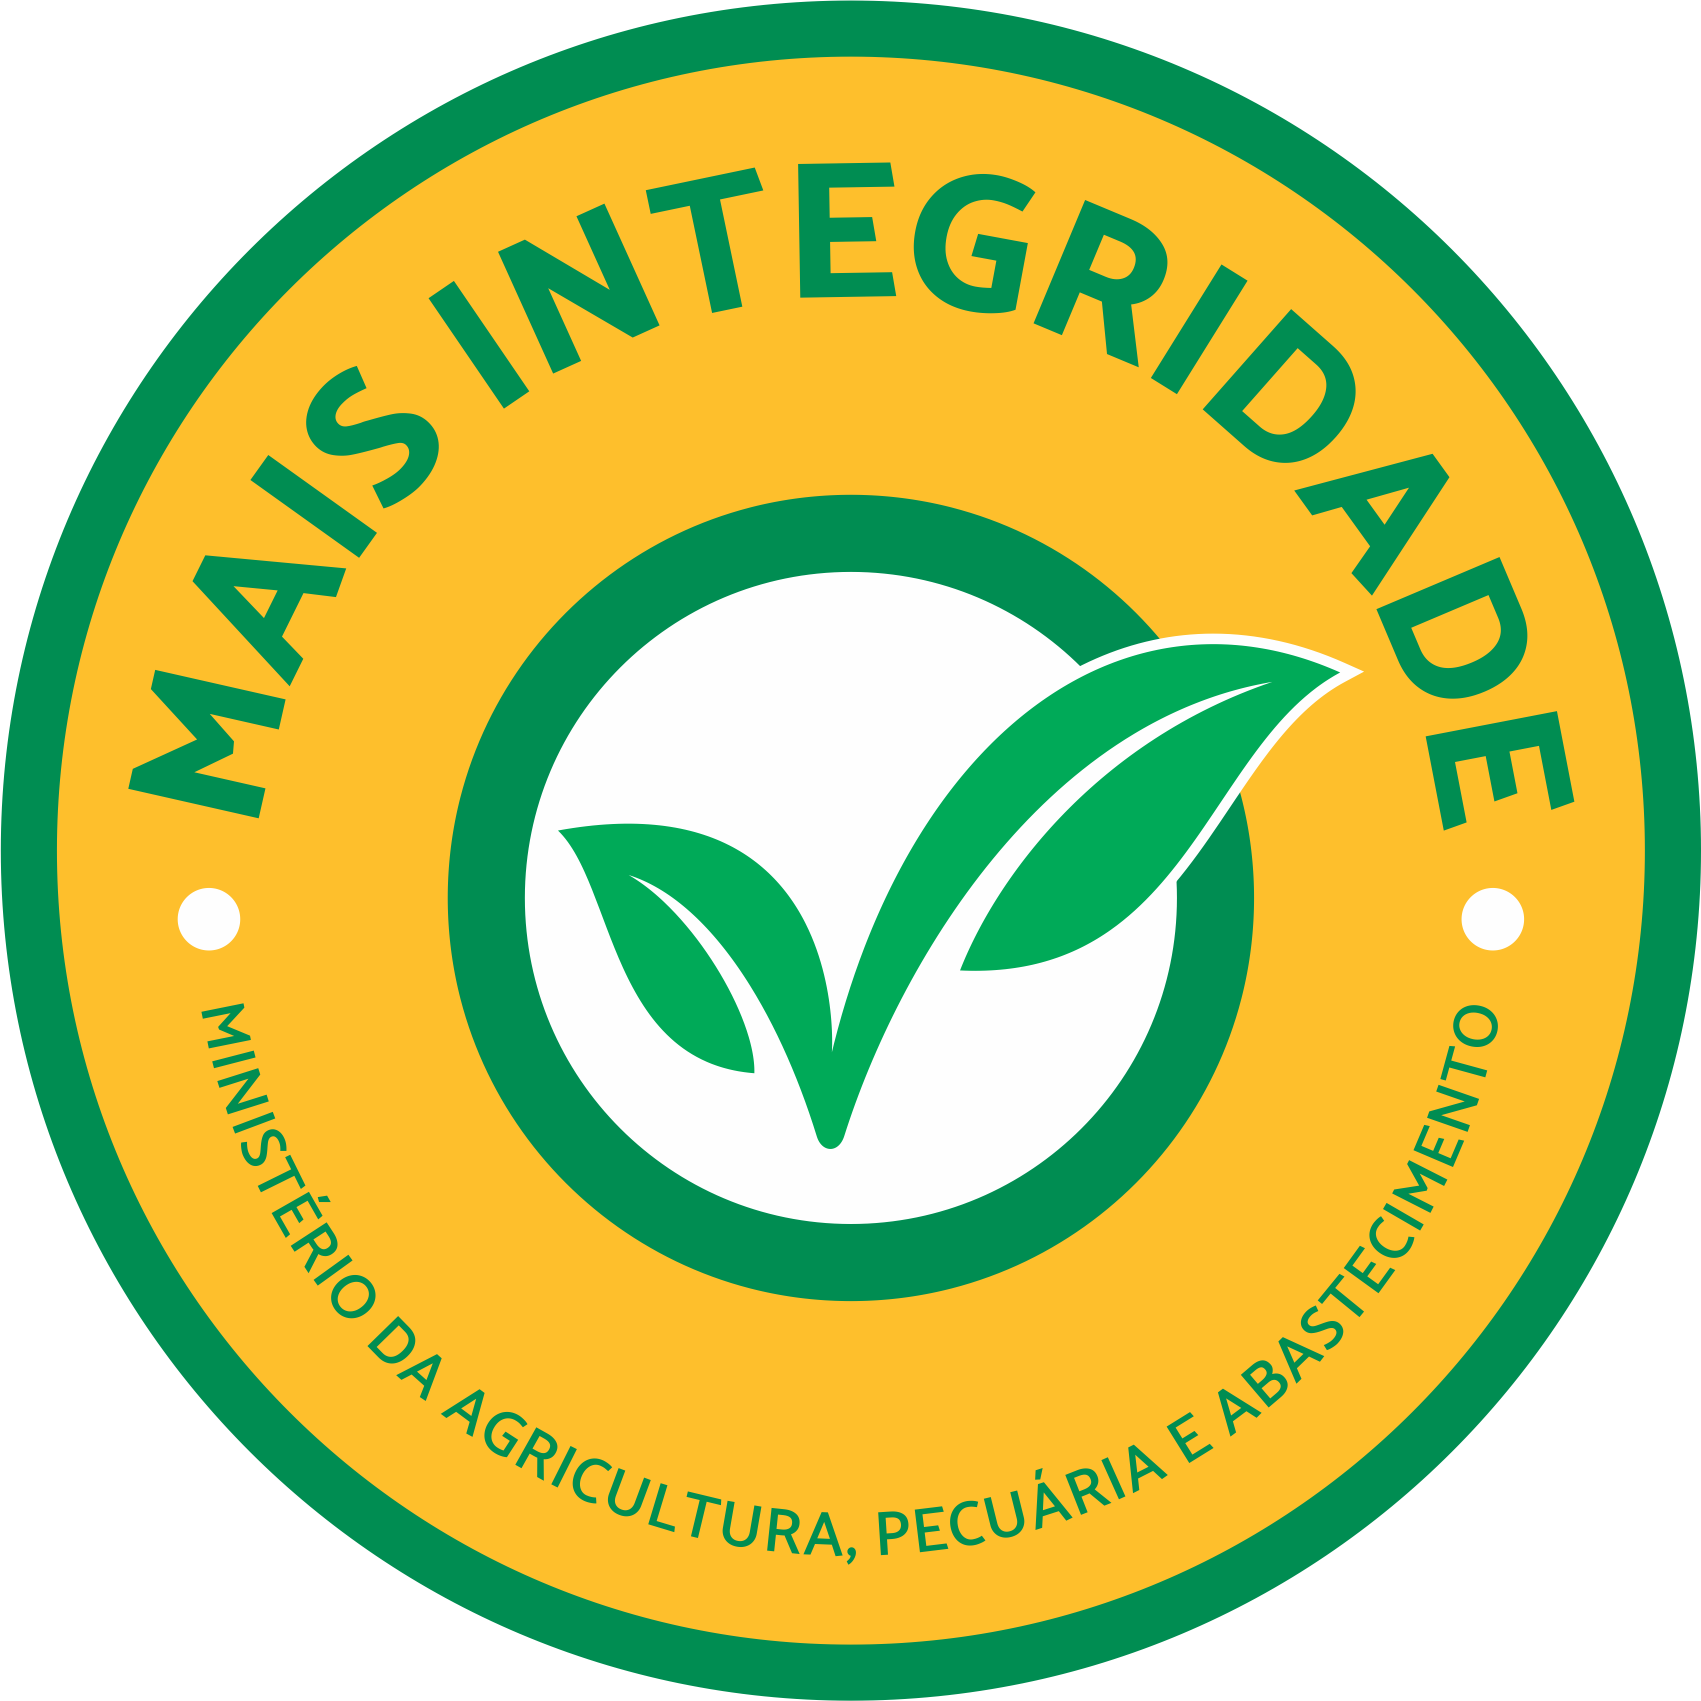 MAIS INTEGRIDADE
MINISTÉRIO DA AGRICULTURA, PECUÁRIA E ABASTECIMENTO